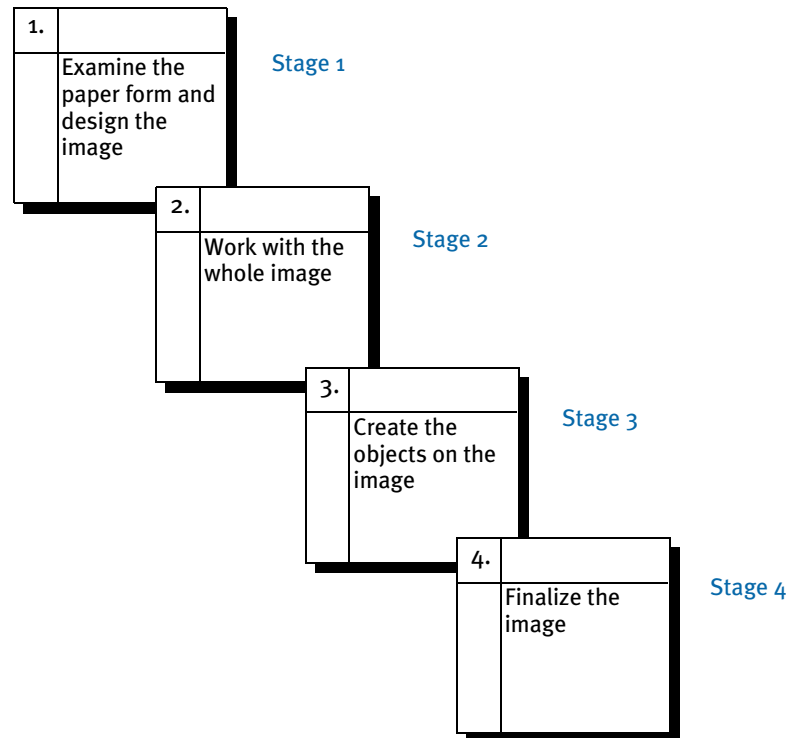 1.
Examine the
paper form and
design the
image
Stage 1
2.
Work with the
whole image
Stage 2
3.
Create the
objects on the
image
Stage 3
4.
Finalize the
image
Stage 4